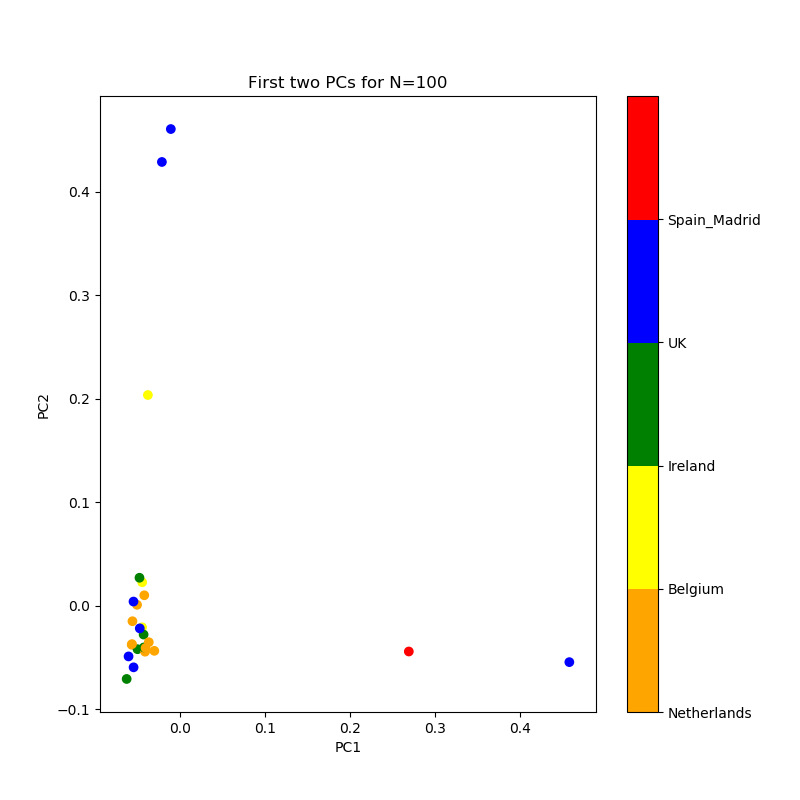 First two PCs for N=100
0.4
0.3
0.2
0.1
0.0
−0.1
PC2
0.0
0.1
0.2
0.3
0.4
PC1
Spain_Madrid
UK
Ireland
Belgium
Netherlands